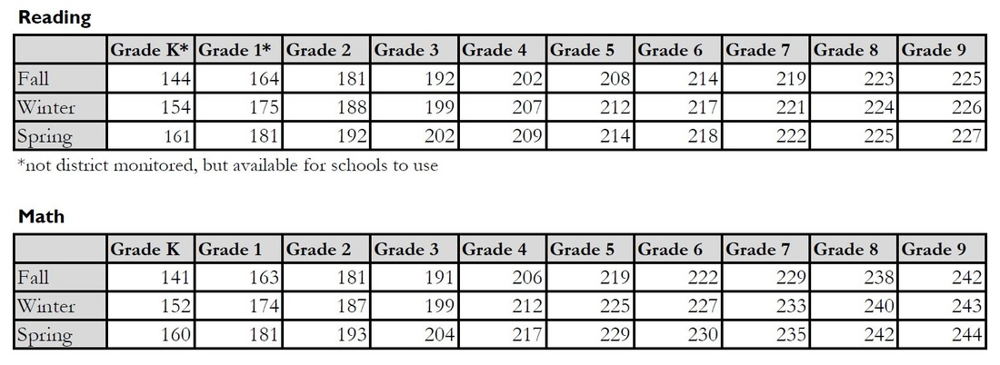 Reading
Grade K* Grade 1* Grade 2 Grade 3 Grade 4 Grade 5 Grade 6 Grade 7 Grade 8 Grade 9
Fall 144 164 181 192 202 208 214 219 223 225
Winter 154 175 188 199 207 212 217 221 224 226
Spring 161 181 192 202 209 214 218 222 225 227
*not district monitored, but available for schools to use
Math
Grade K Grade 1 Grade 2 Grade 3 Grade 4 Grade 5 Grade 6 Grade 7 Grade 8 Grade 9
Fall 141 163 181 191 206 219 222 229 238 242
Winter 152 174 187 199 212 225 227 233 240 243
Spring 160 181 193 204 217 229 230 235 242 244